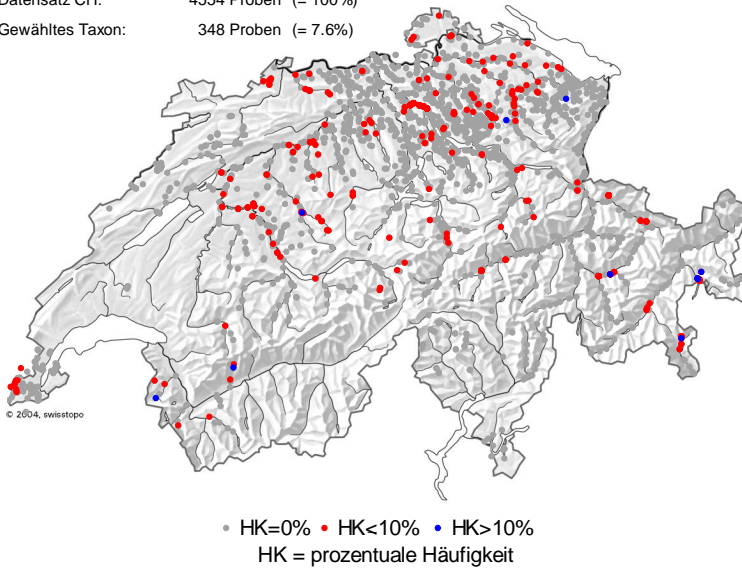 Datensatz CH: 4554 Proben (= 100%)
Gewähltes Taxon: 348 Proben (= 7.6%)
© 2004, swisstopo
HK=0% HK<10% HK>10%
HK = prozentuale Häufigkeit